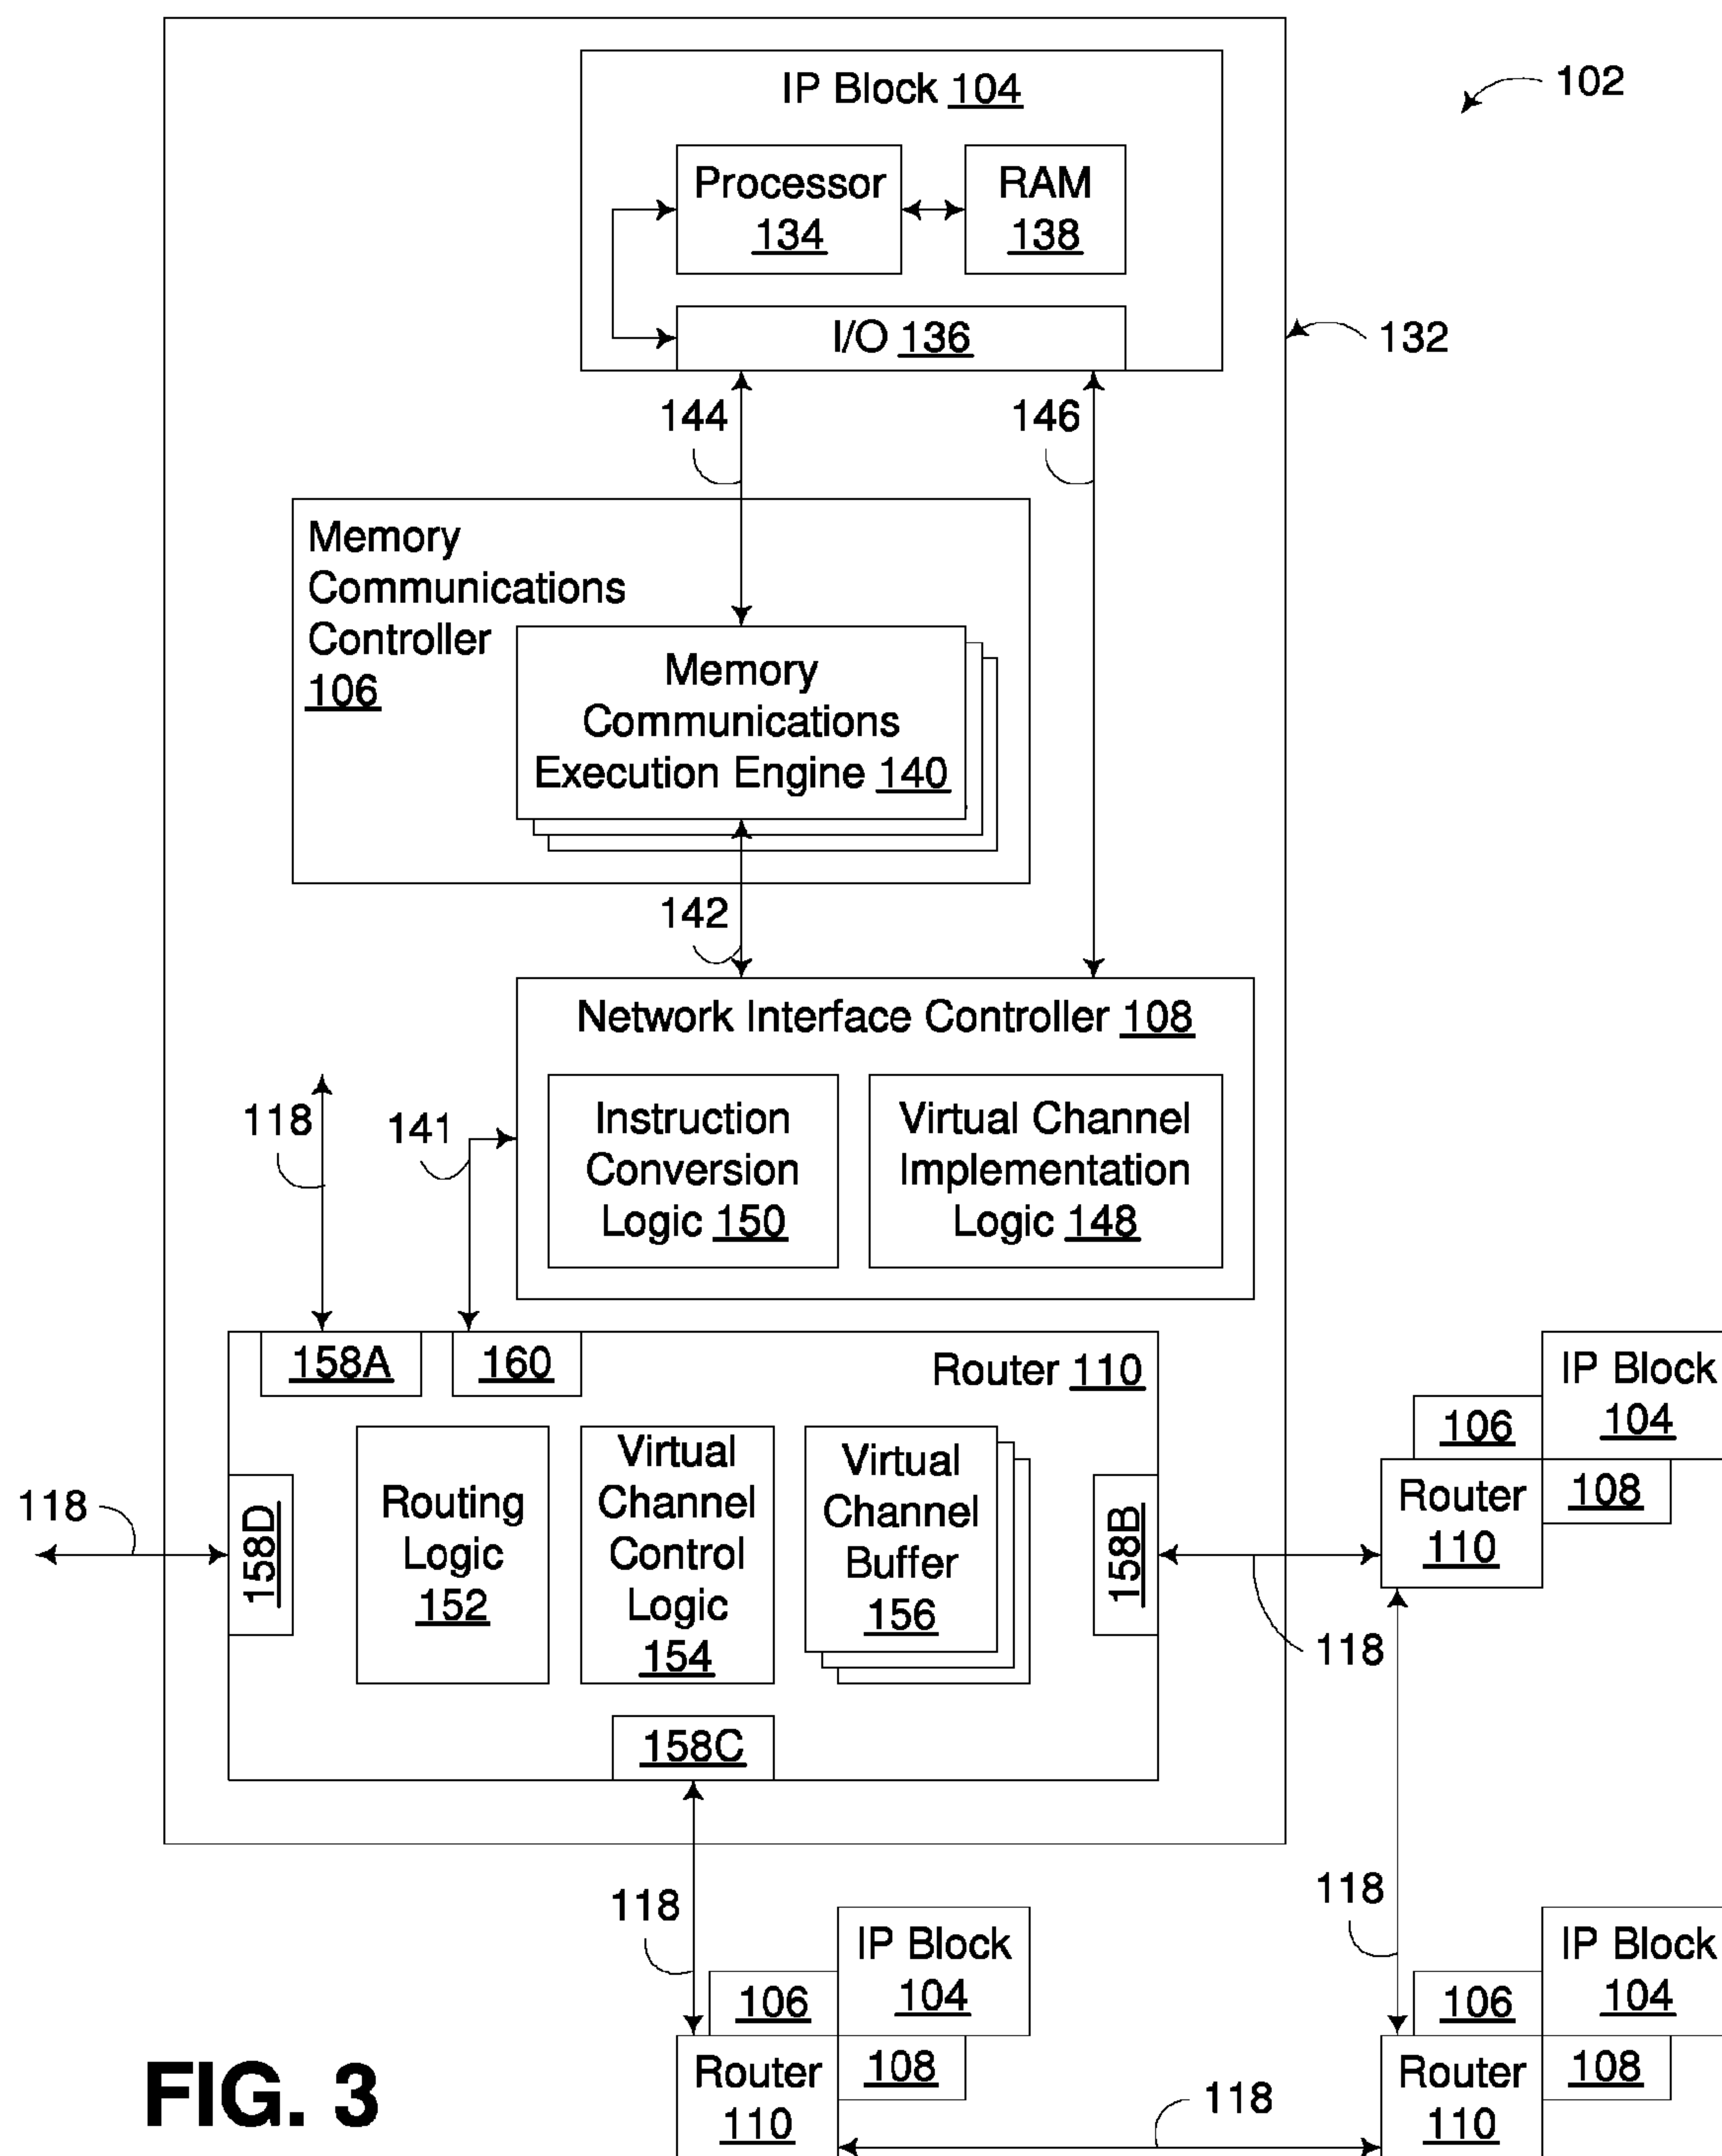 102
IP Block 104
Processor
134
RAM
138
I/O 136
132
144
146
Memory
Communications
Controller
106
Memory
Communications
Execution Engine 140
142
Network Interface Controller 108
118
141
Instruction
Conversion
Logic 150
Virtual Channel
Implementation
Logic 148
158A
160
Router 110
118
158D
Routing
Logic
152
Virtual
Channel
Control
Logic
154
Virtual
Channel
Buffer
156
158B
158C
118
IP Block
104
106
Router
110
108
118
118
IP Block
104
106
Router
110
108
118
IP Block
104
106
Router
110
108
FIG. 3